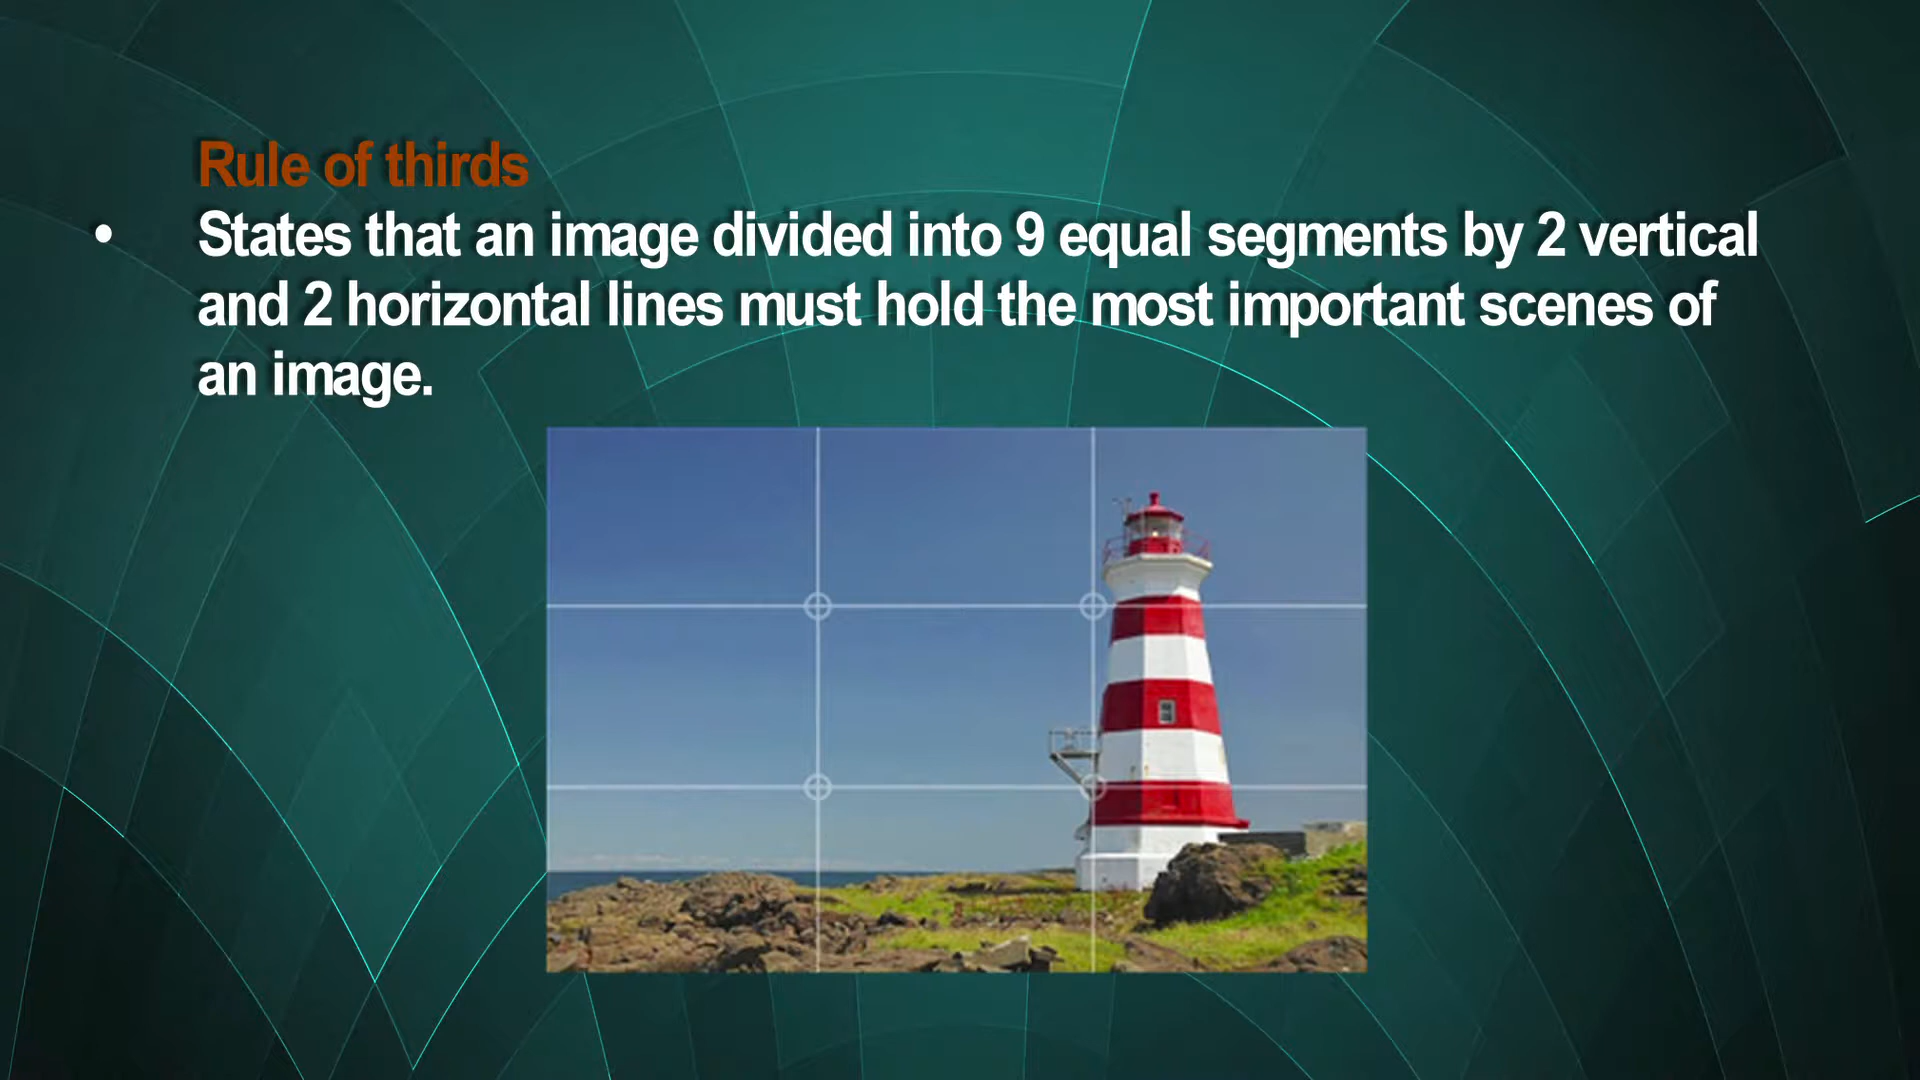 Rule of thirds
• States that an image divided into 9 equal segments by 2 vertical
and 2 horizontal lines must hold the most important scenes of
an image.